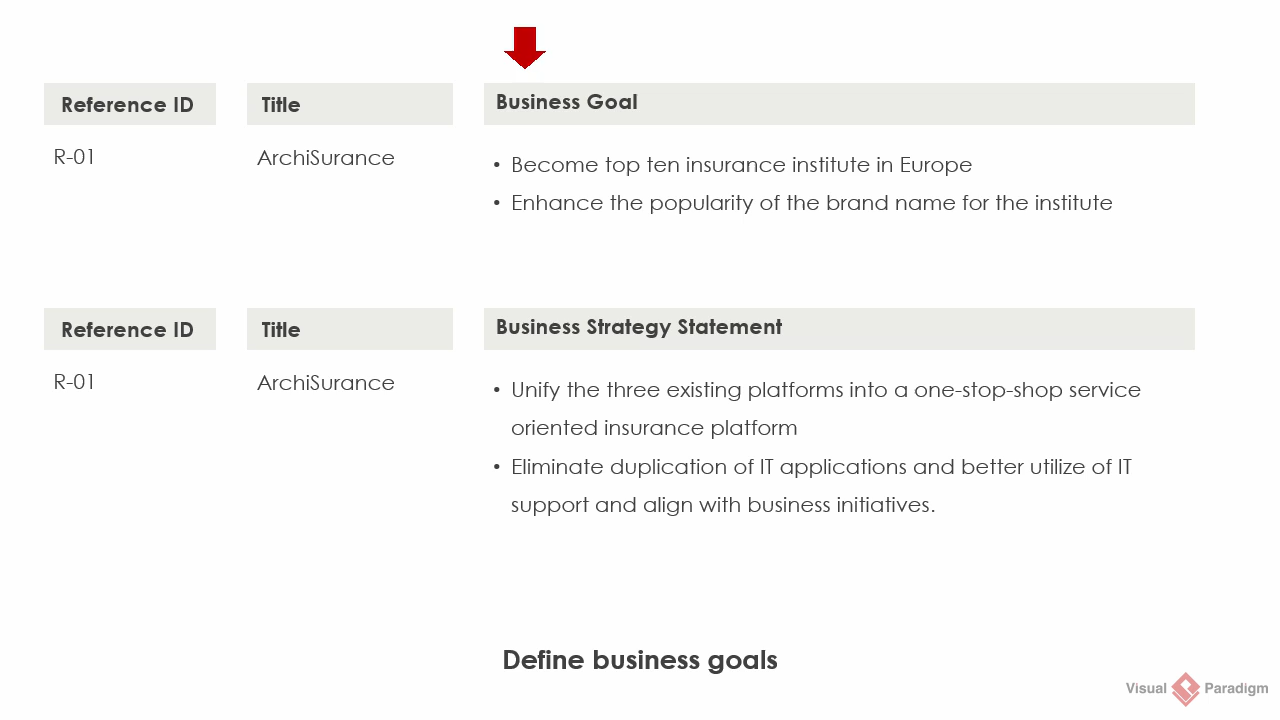 Reference ID
Title
Business Goal
R-01
ArchiSurance
• Become top ten insurance institute in Europe
• Enhance the popularity of the brand name for the institute
Reference ID
Title
Business Strategy Statement
R-01
ArchiSurance
• Unify the three existing platforms into a one-stop-shop service
oriented insurance platform
• Eliminate duplication of IT applications and better utilize of IT
support and align with business initiatives.
Define business goals
Visual Paradigm